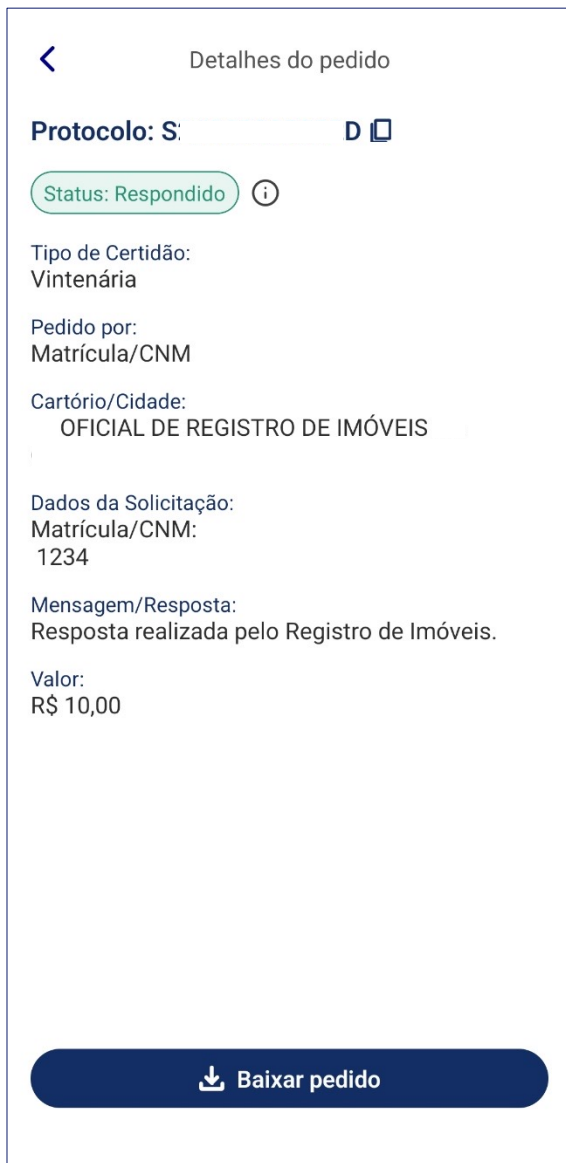 Detalhes do pedido
Protocolo: S D
Status: Respondido
Tipo de Certidão:
Vintenária
Pedido por:
Matrícula/CNM
Cartório/Cidade:
OFICIAL DE REGISTRO DE IMÓVEIS
Dados da Solicitação:
Matrícula/CNM:
1234
Mensagem/Resposta:
Resposta realizada pelo Registro de Imóveis.
Valor:
R$ 10,00
Baixar pedido